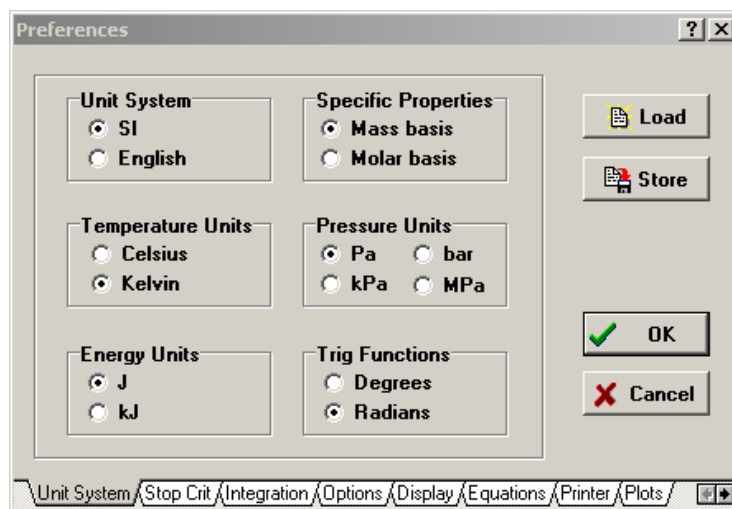 Preferences
Unit System
SI
English
Specific Properties
Mass basis
Molar basis
Load
Store
Temperature Units
Celsius
Kelvin
Pressure Units
Pa bar
kPa MPa
Energy Units
J
kJ
Trig Functions
Degrees
Radians
OK
Cancel
Unit System Stop Crit Integration Options Display Equations Printer Plots